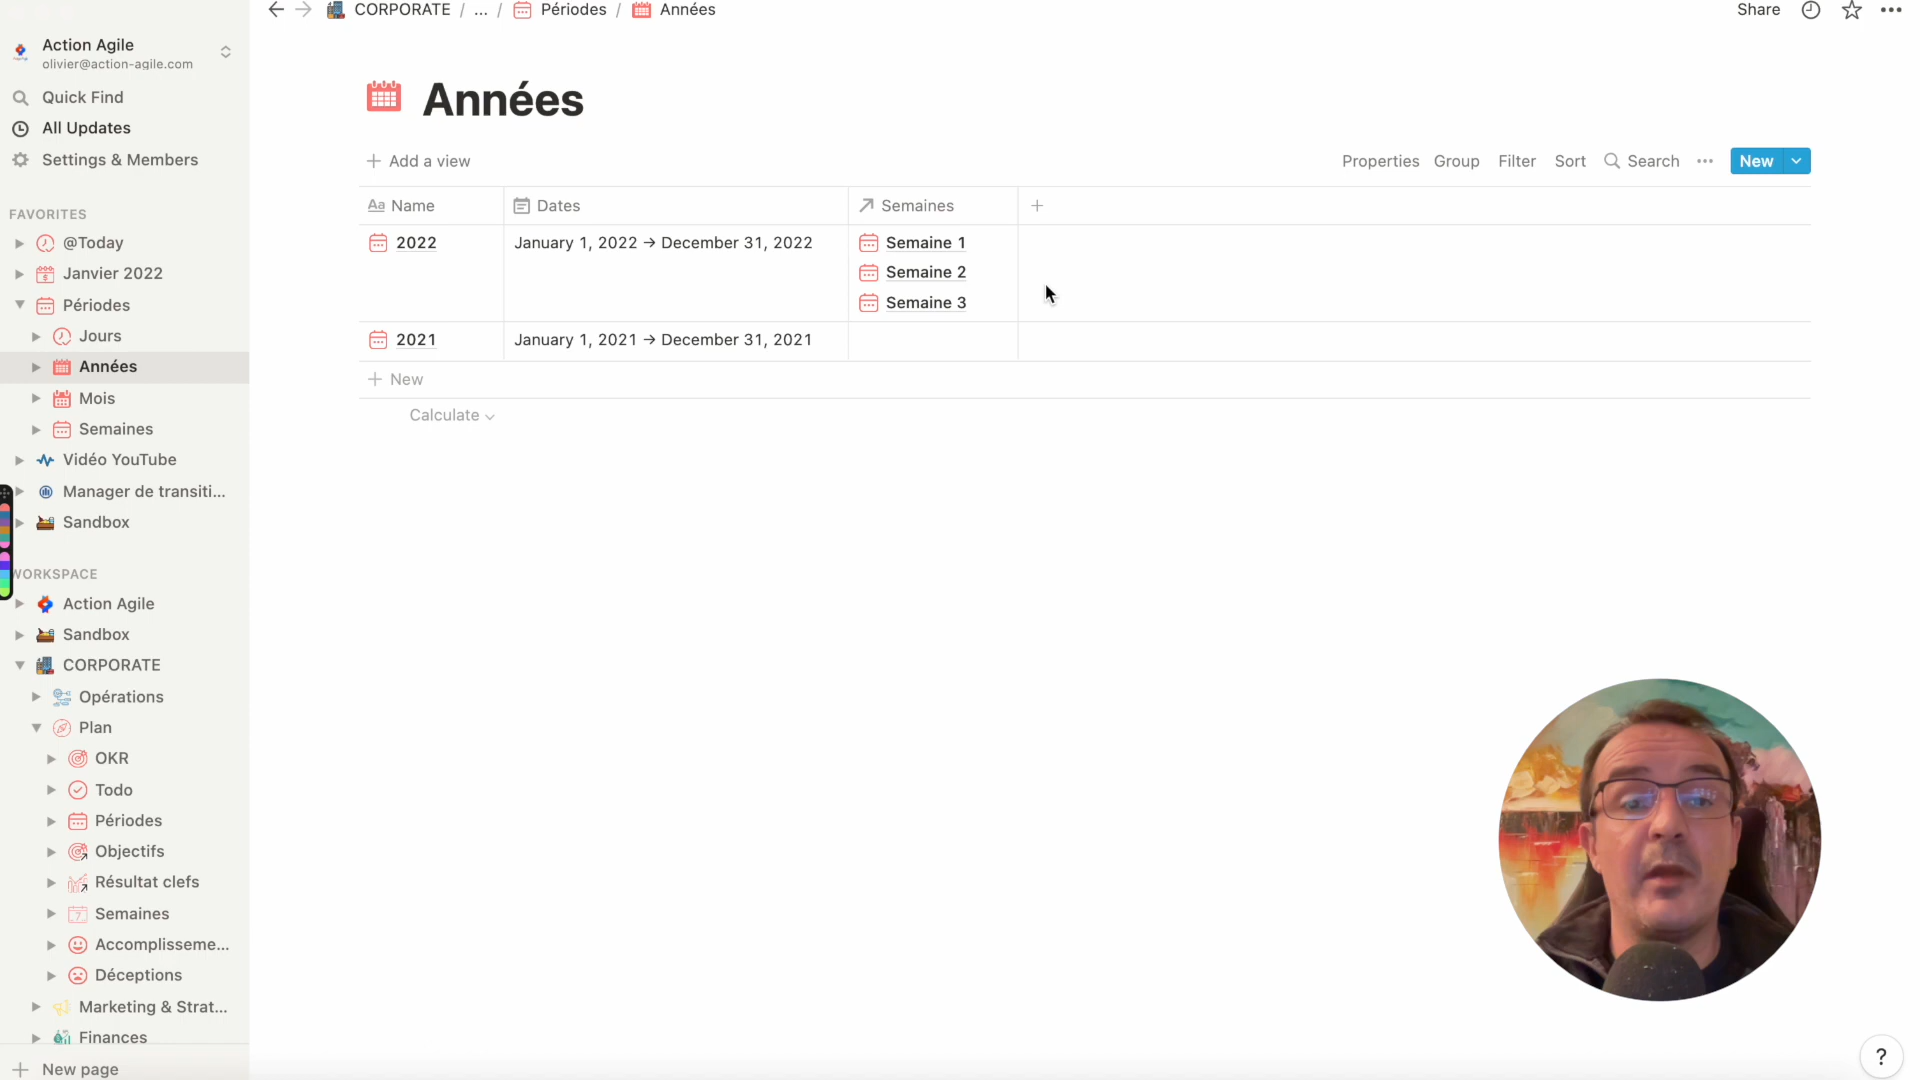 CORPORATE / ... / Périodes / Années
Share
Action Agile
olivier@action-agile.com
Quick Find
All Updates
Settings & Members
FAVORITES
@Today
Janvier 2022
Périodes
Jours
Années
Mois
Semaines
Vidéo YouTube
Manager de transiti...
Sandbox
WORKSPACE
Action Agile
Sandbox
CORPORATE
Opérations
Plan
OKR
Todo
Périodes
Objectifs
Résultat clefs
7 Semaines
Accomplisseme...
Déceptions
Marketing & Strat...
Finances
+ New page
Années
+ Add a view
Properties Group Filter Sort Search ... New
Aa Name Dates Semaines +
2022 January 1, 2022 → December 31, 2022 Semaine 1
Semaine 2
Semaine 3
2021 January 1, 2021 → December 31, 2021
+ New
Calculate
?